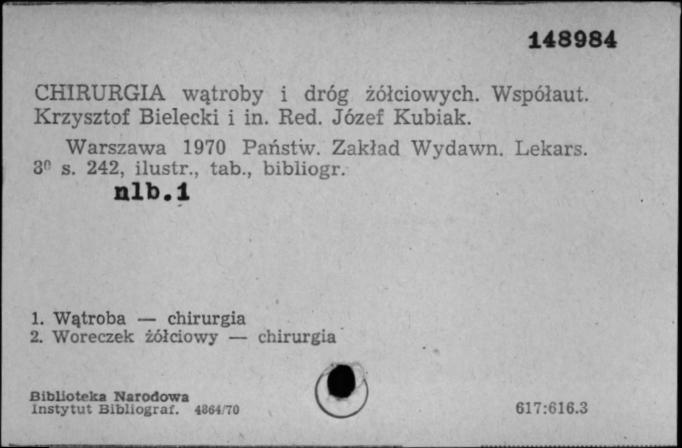 148984
CHIRURGIA wątroby i dróg żółciowych. Współaut.
Krzysztof Bielecki i in. Red. Józef Kubiak.
Warszawa 1970 Państw. Zakład Wydawn. Lekars.
8⁰ s. 242, ilustr., tab., bibliogr.
nlb.1
1. Wątroba — chirurgia
2. Woreczek żółciowy — chirurgia
Biblioteka Narodowa
Instytut Bibliograf. 4864/70
617:616.3